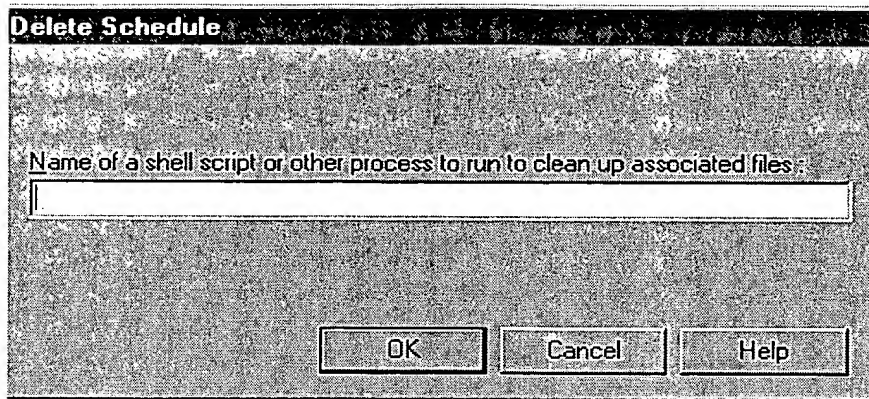 Delete Schedule
Name of a shell script or other process to run to clean up associated files :
OK Cancel Help